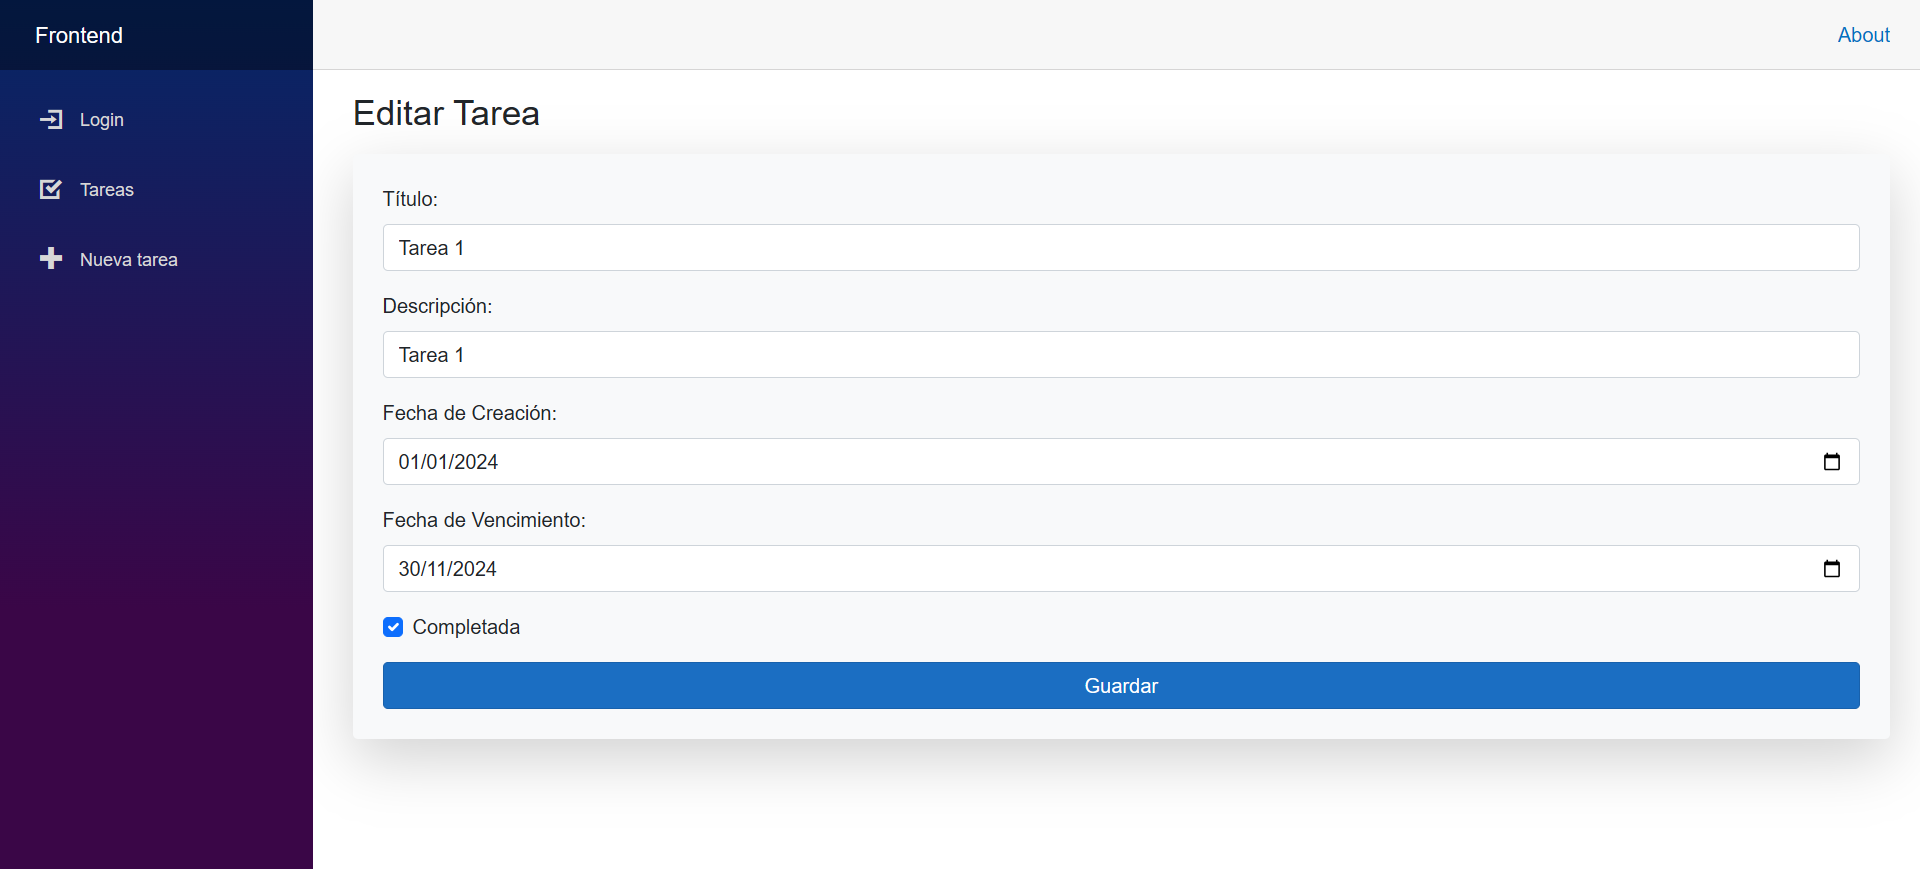 Frontend
About
Login
Tareas
Nueva tarea
Editar Tarea
Título:
Tarea 1
Descripción:
Tarea 1
Fecha de Creación:
01/01/2024
Fecha de Vencimiento:
30/11/2024
Completada
Guardar